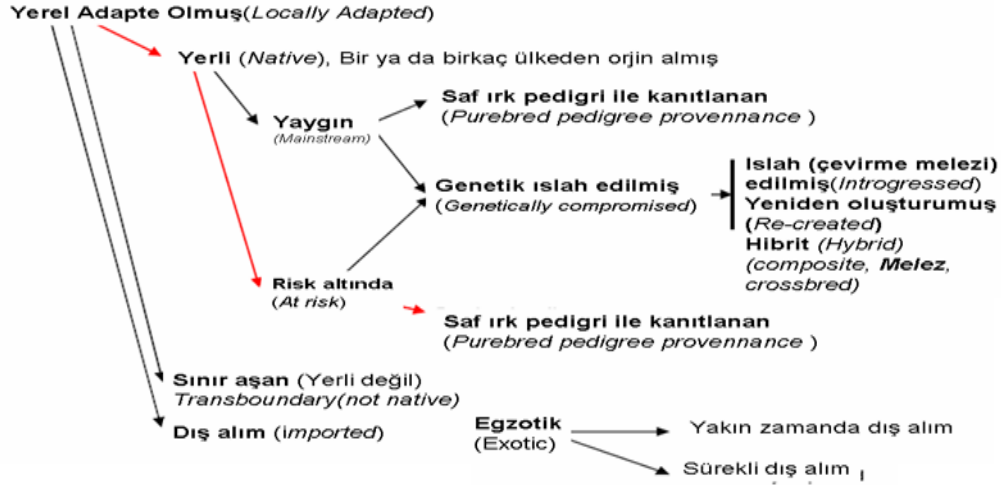 Yerel Adapte Olmuş(Locally Adapted)
Yerli (Native), Bir ya da birkaç ülkeden orjin almış
Yaygın
(Mainstream)
Saf ırk pedigri ile kanıtlanan
(Purebred pedigree provennance )
Genetik ıslah edilmiş
(Genetically compromised)
Islah (çevirme melezi)
edilmiş(Introgressed)
Yeniden oluşturumuş
(Re-created)
Hibrit (Hybrid)
(composite, Melez,
crossbred)
Risk altında
(At risk)
Saf ırk pedigri ile kanıtlanan
(Purebred pedigree provennance )
Sınır aşan (Yerli değil)
Transboundary(not native)
Dış alım (imported)
Egzotik
(Exotic)
Yakın zamanda dış alım
Sürekli dış alım